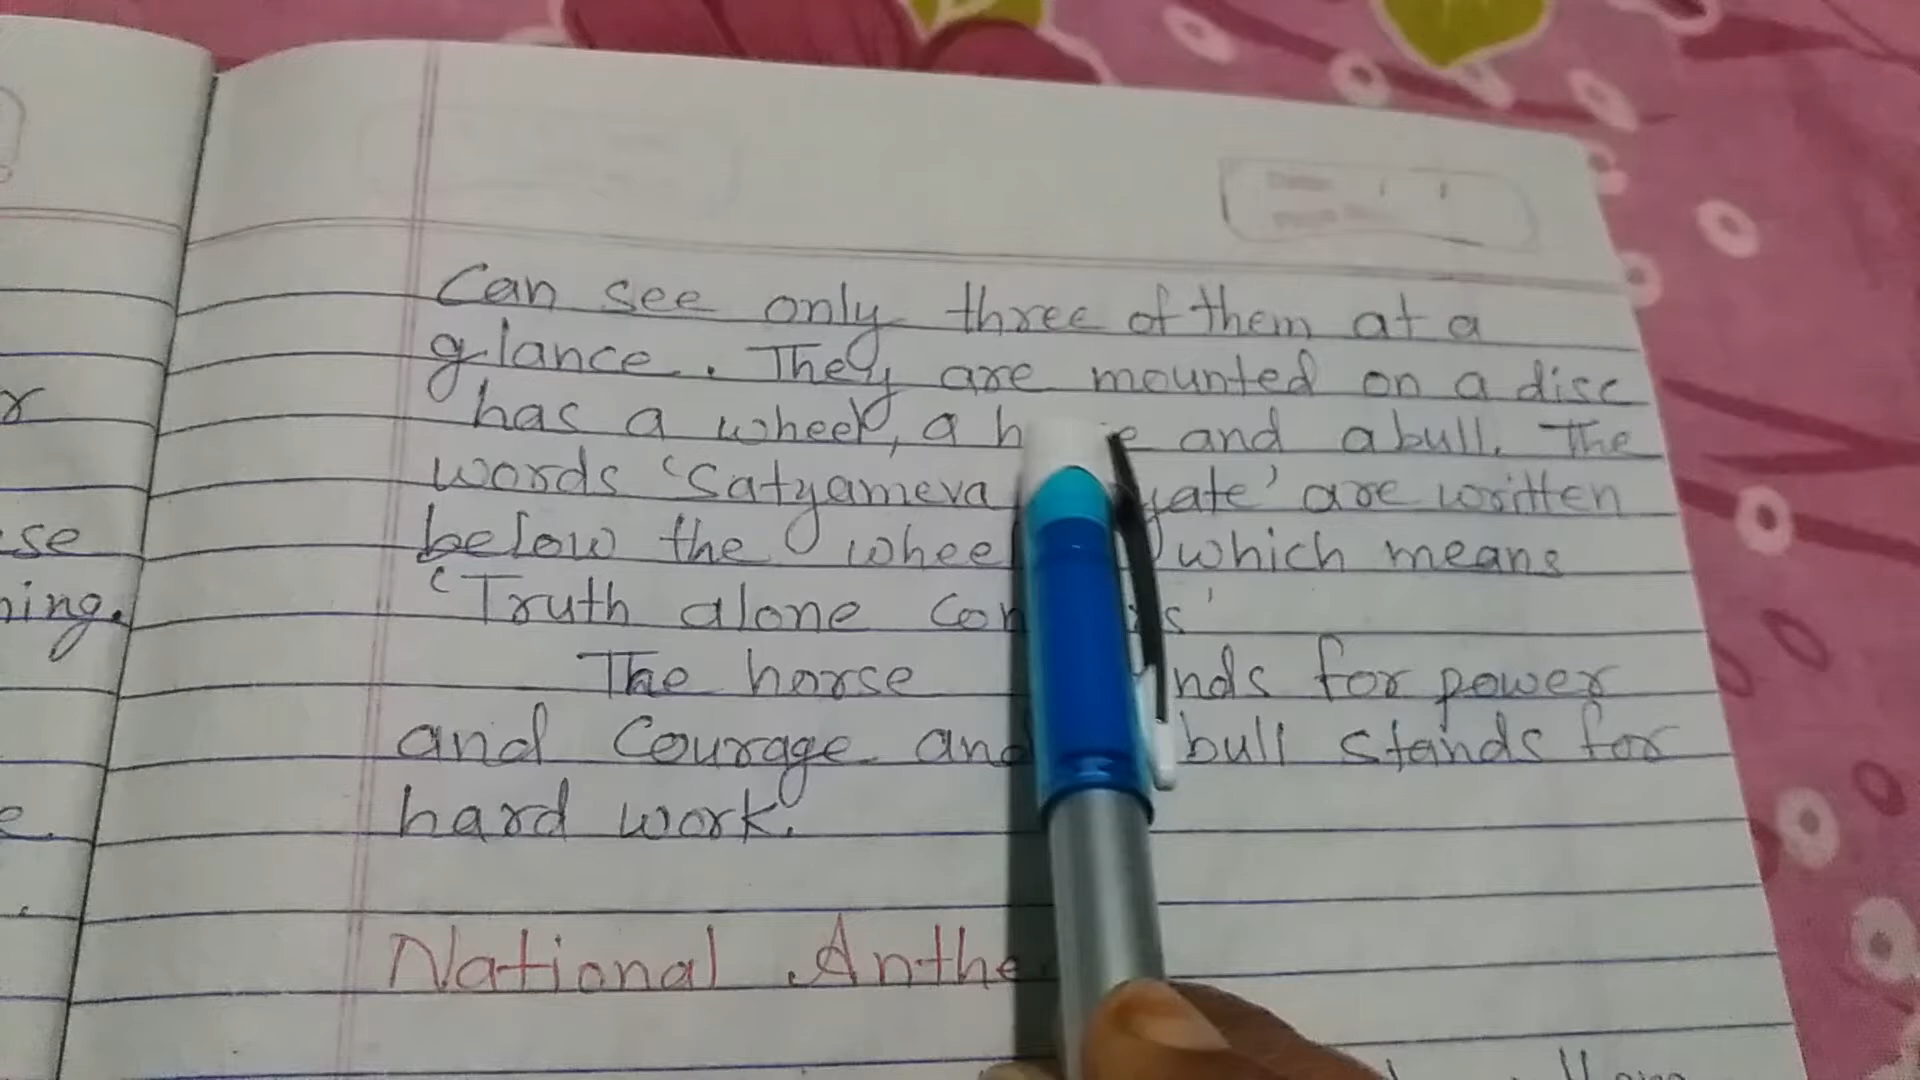 r
se
ning.
e.
Can see only three of them at a
glance. They are mounted on a disc
has a wheel, a h e and a bull. The
words 'Satyameva yate' are written
below the whee which means
'Truth alone con s'
The horse nds for power
and Courage and bull stands for
hard work.
National Anthe